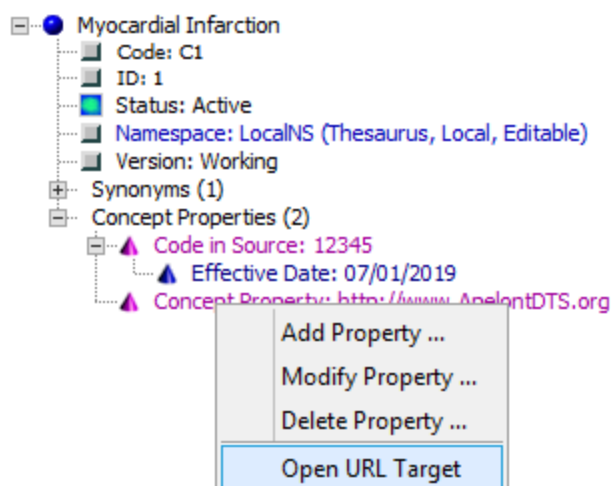 Myocardial Infarction
Code: C1
ID: 1
Status: Active
Namespace: LocalNS (Thesaurus, Local, Editable)
Version: Working
Synonyms (1)
Concept Properties (2)
Code in Source: 12345
Effective Date: 07/01/2019
Concept Property: http://www.ApelontDTS.org
Add Property ...
Modify Property ...
Delete Property ...
Open URL Target